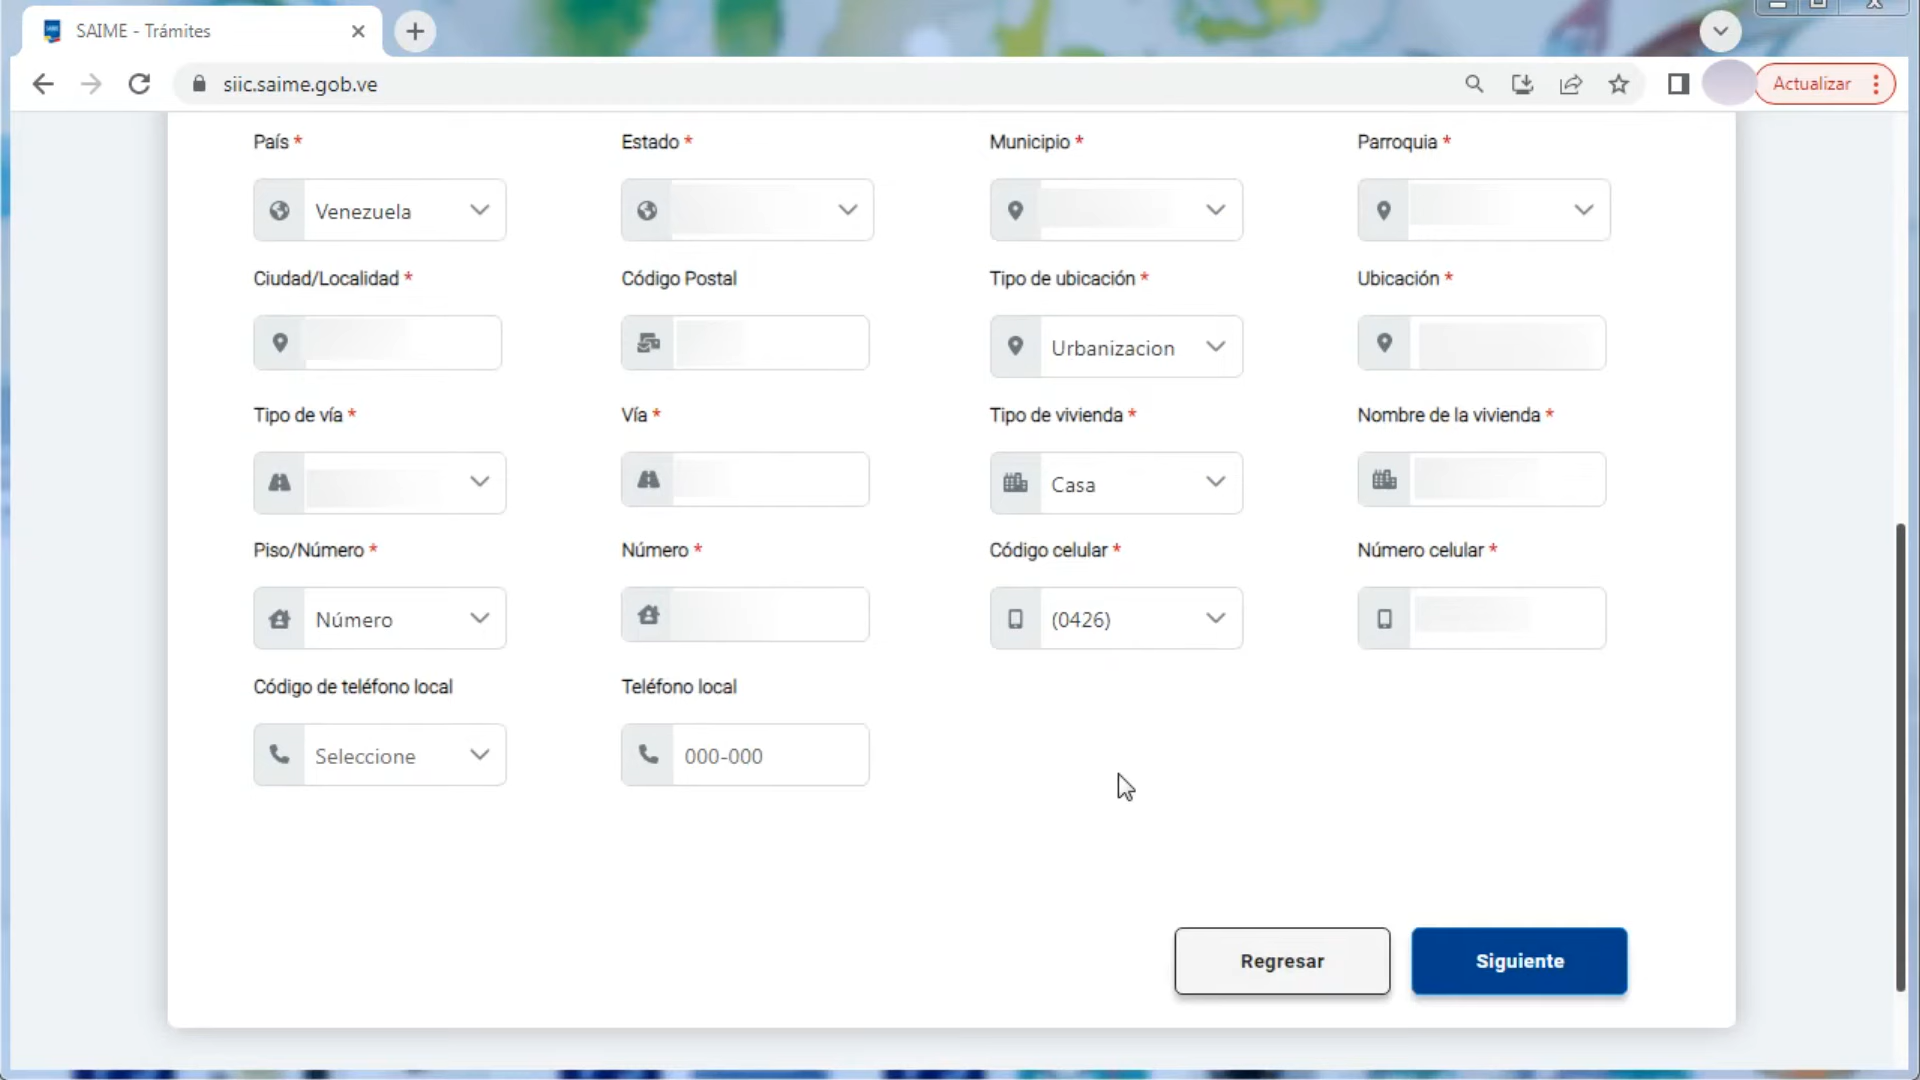 SAIME - Trámites
siic.saime.gob.ve
Actualizar
País * Estado * Municipio * Parroquia *
Venezuela
Ciudad/Localidad * Código Postal Tipo de ubicación * Ubicación *
Urbanizacion
Tipo de vía * Vía * Tipo de vivienda * Nombre de la vivienda *
Casa
Piso/Número * Número * Código celular * Número celular *
Número (0426)
Código de teléfono local Teléfono local
Seleccione 000-000
Regresar Siguiente